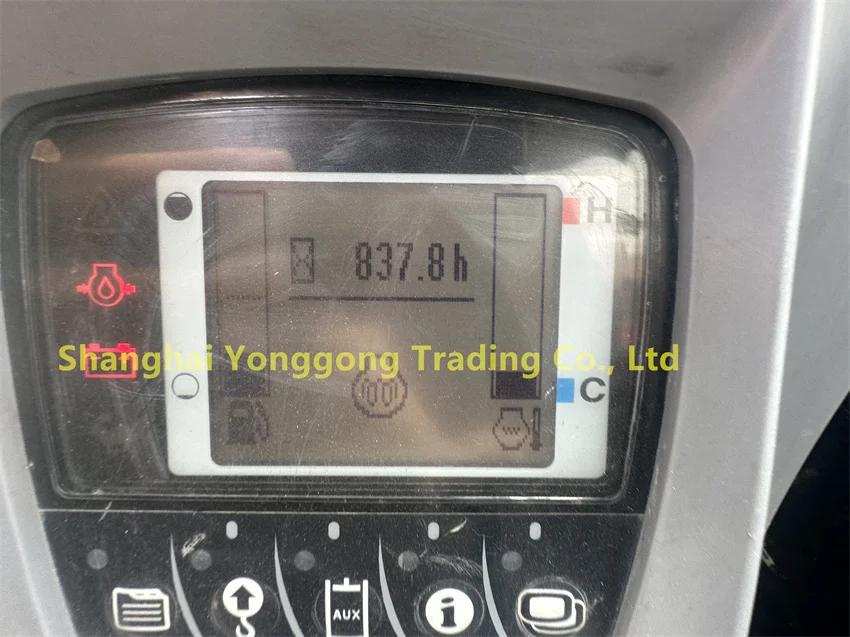 H
837.8h
Shanghai Yonggong Trading Co., Ltd
C
AUX
i